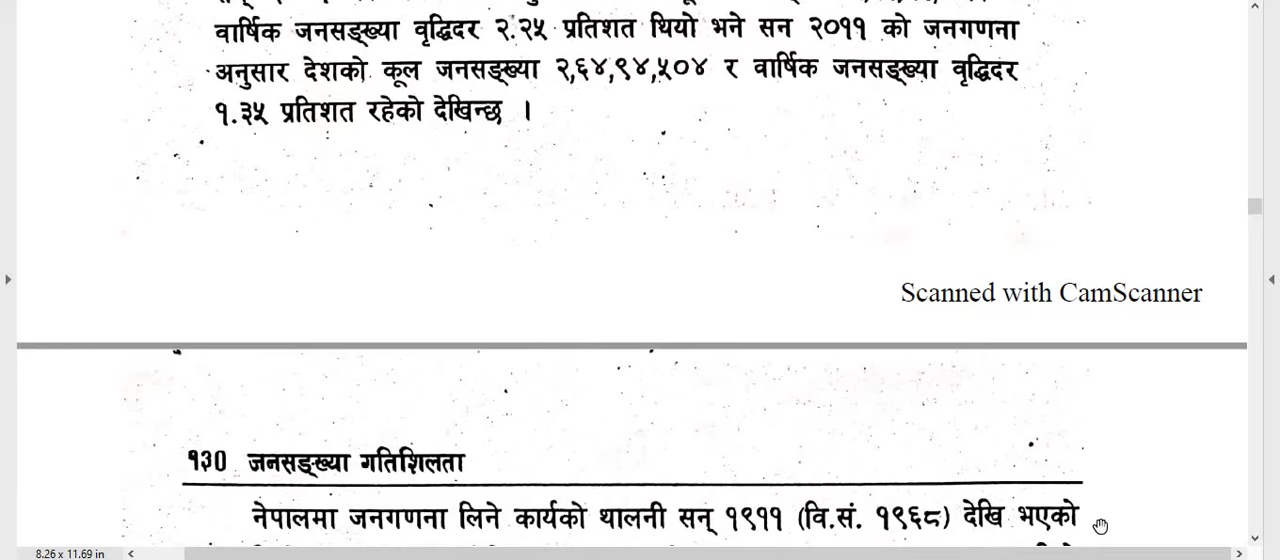 वार्षिक जनसङ्ख्या वृद्धिदर २.२५ प्रतिशत थियो भने सन २०११ को जनगणना
अनुसार देशको कूल जनसङ्ख्या २,६४,९४,५०४ र वार्षिक जनसङ्ख्या वृद्धिदर
१.३५ प्रतिशत रहेको देखिन्छ ।
Scanned with CamScanner
१३० जनसङ्ख्या गतिशिलता
नेपालमा जनगणना लिने कार्यको थालनी सन् १९११ (वि.सं. १९६८) देखि भएको
8.26 x 11.69 in